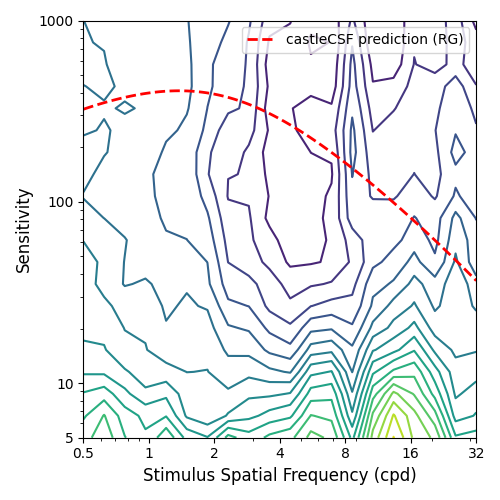 1000
castleCSF prediction (RG)
100
10
5
Sensitivity
0.5 1 2 4 8 16 32
Stimulus Spatial Frequency (cpd)